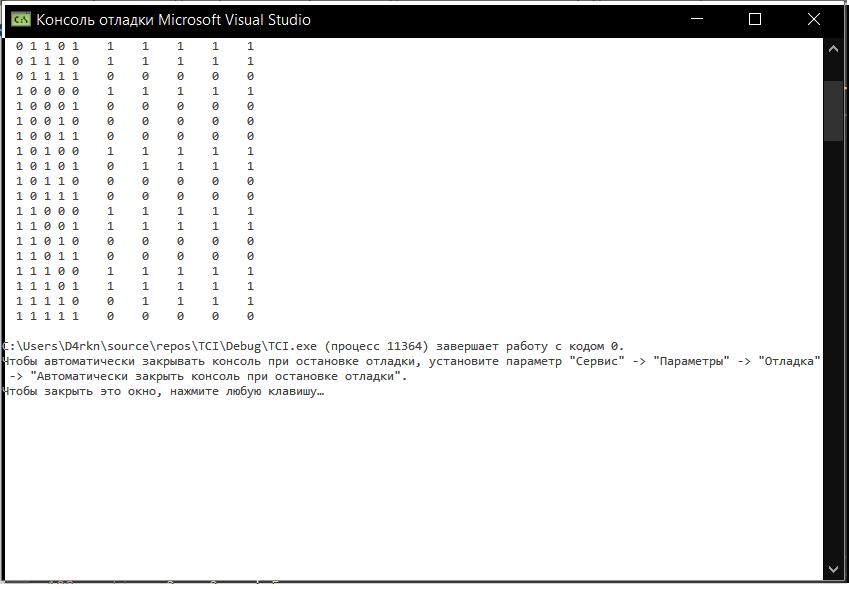 Консоль отладки Microsoft Visual Studio
0 1 1 0 1 1 1 1 1 1
0 1 1 1 0 1 1 1 1 1
0 1 1 1 1 0 0 0 0 0
1 0 0 0 0 1 1 1 1 1
1 0 0 0 1 0 0 0 0 0
1 0 0 1 0 0 0 0 0 0
1 0 0 1 1 0 0 0 0 0
1 0 1 0 0 1 1 1 1 1
1 0 1 0 1 0 1 1 1 1
1 0 1 1 0 0 0 0 0 0
1 0 1 1 1 0 0 0 0 0
1 1 0 0 0 1 1 1 1 1
1 1 0 0 1 1 1 1 1 1
1 1 0 1 0 0 0 0 0 0
1 1 0 1 1 0 0 0 0 0
1 1 1 0 0 1 1 1 1 1
1 1 1 0 1 1 1 1 1 1
1 1 1 1 0 0 1 1 1 1
1 1 1 1 1 0 0 0 0 0
C:\Users\D4rkn\source\repos\TCI\Debug\TCI.exe (процесс 11364) завершает работу с кодом 0.
Чтобы автоматически закрывать консоль при остановке отладки, установите параметр "Сервис" -> "Параметры" -> "Отладка"
-> "Автоматически закрыть консоль при остановке отладки".
Чтобы закрыть это окно, нажмите любую клавишу…